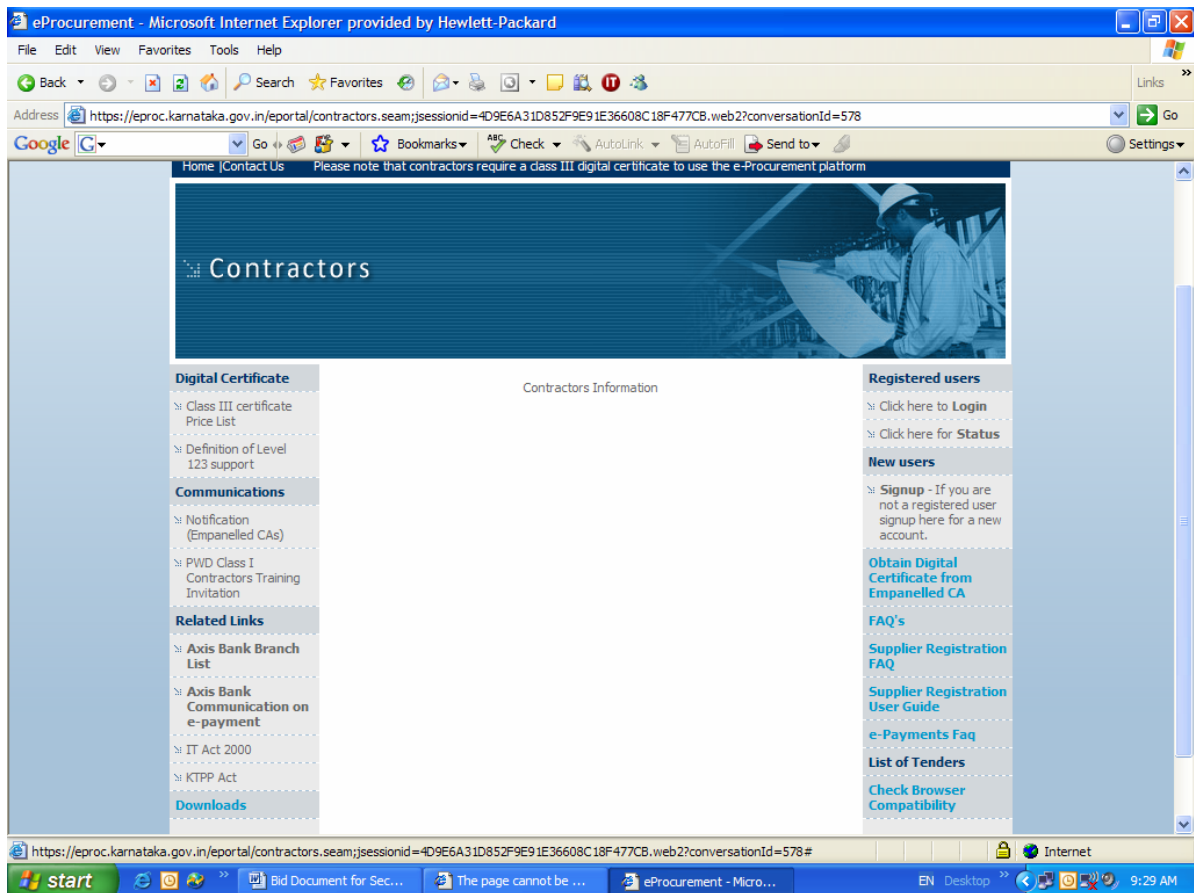 eProcurement - Microsoft Internet Explorer provided by Hewlett-Packard
File Edit View Favorites Tools Help
Back Search Favorites Links
Address https://eproc.karnataka.gov.in/eportal/contractors.seam;jsessionid=4D9E6A31D852F9E91E36608C18F477CB.web2?conversationId=578 Go
Google G Go Bookmarks ABC Check AutoLink AutoFill Send to Settings
Home |Contact Us Please note that contractors require a class III digital certificate to use the e-Procurement platform
Contractors
Digital Certificate
Class III certificate
Price List
Definition of Level
123 support
Communications
Notification
(Empanelled CAs)
PWD Class I
Contractors Training
Invitation
Related Links
Axis Bank Branch
List
Axis Bank
Communication on
e-payment
IT Act 2000
KTPP Act
Downloads
Contractors Information
Registered users
Click here to Login
Click here for Status
New users
Signup - If you are
not a registered user
signup here for a new
account.
Obtain Digital
Certificate from
Empanelled CA
FAQ's
Supplier Registration
FAQ
Supplier Registration
User Guide
e-Payments Faq
List of Tenders
Check Browser
Compatibility
https://eproc.karnataka.gov.in/eportal/contractors.seam;jsessionid=4D9E6A31D852F9E91E36608C18F477CB.web2?conversationId=578# Internet
start Bid Document for Sec... The page cannot be ... eProcurement - Micro... EN Desktop 9:29 AM